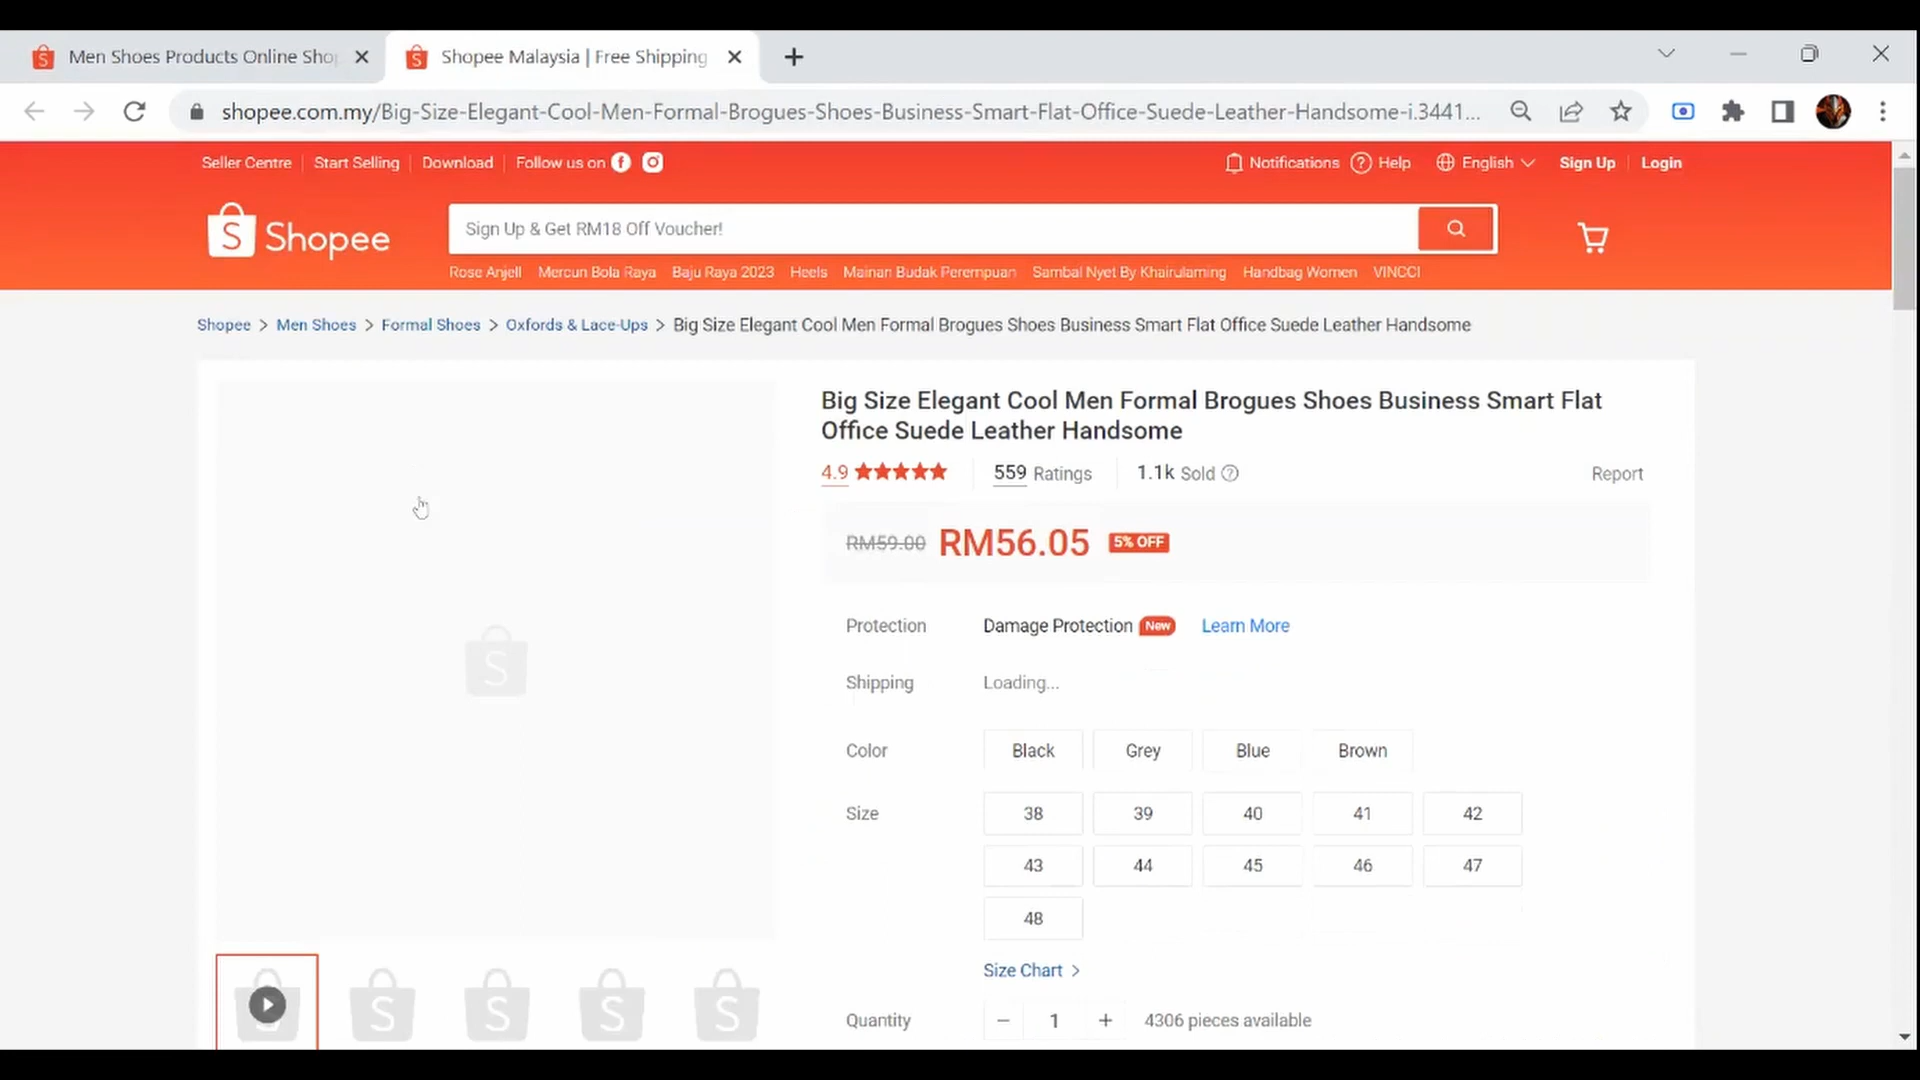 Men Shoes Products Online Sho
Shopee Malaysia | Free Shipping
shopee.com.my/Big-Size-Elegant-Cool-Men-Formal-Brogues-Shoes-Business-Smart-Flat-Office-Suede-Leather-Handsome-i.3441...
Seller Centre Start Selling Download Follow us on
Notifications Help English Sign Up Login
Shopee
Sign Up & Get RM18 Off Voucher!
Rose Anjell Mercun Bola Raya Baju Raya 2023 Heels Mainan Budak Perempuan Sambal Nyet By Khairulaming Handbag Women VINCCI
Shopee > Men Shoes > Formal Shoes > Oxfords & Lace-Ups > Big Size Elegant Cool Men Formal Brogues Shoes Business Smart Flat Office Suede Leather Handsome
Big Size Elegant Cool Men Formal Brogues Shoes Business Smart Flat
Office Suede Leather Handsome
4.9 559 Ratings 1.1k Sold Report
RM59.00 RM56.05 5% OFF
Protection Damage Protection New Learn More
Shipping Loading...
Color Black Grey Blue Brown
Size 38 39 40 41 42
43 44 45 46 47
48
Size Chart >
Quantity − 1 + 4306 pieces available